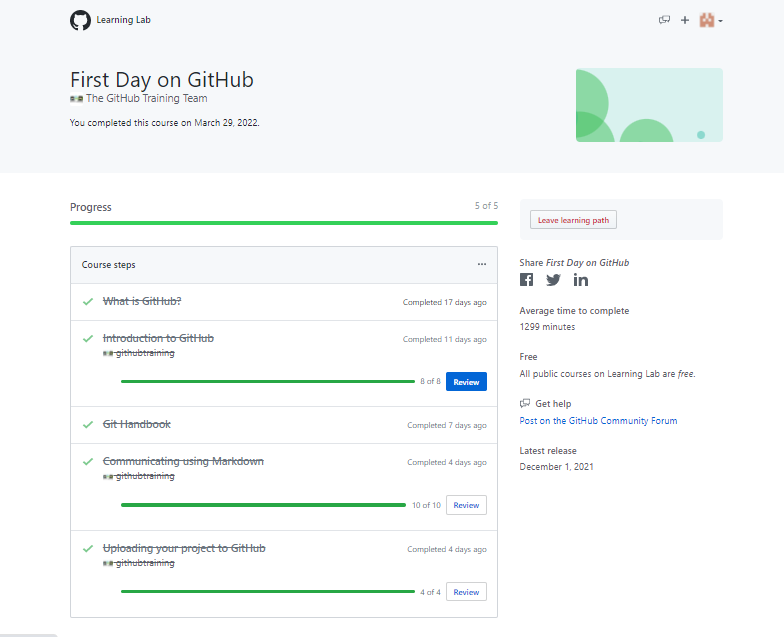 Learning Lab
First Day on GitHub
The GitHub Training Team
You completed this course on March 29, 2022.
Progress
5 of 5
Course steps
What is GitHub?
Completed 17 days ago
Introduction to GitHub
Completed 11 days ago
githubtraining
8 of 8
Review
Git Handbook
Completed 7 days ago
Communicating using Markdown
Completed 4 days ago
githubtraining
10 of 10
Review
Uploading your project to GitHub
Completed 4 days ago
githubtraining
4 of 4
Review
Leave learning path
Share First Day on GitHub
Average time to complete
1299 minutes
Free
All public courses on Learning Lab are free.
Get help
Post on the GitHub Community Forum
Latest release
December 1, 2021